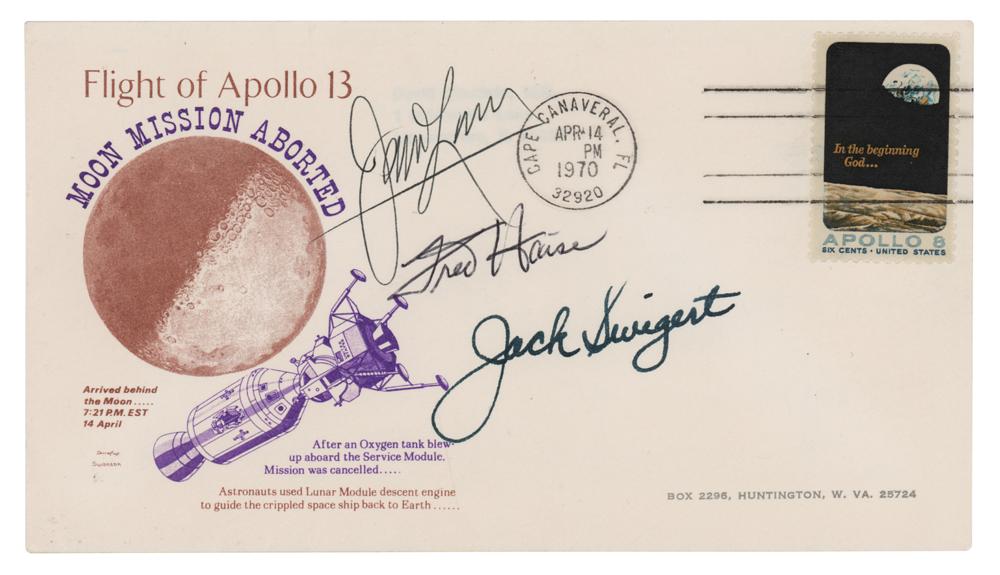 Flight of Apollo 13
MOON MISSION ABORTED
Fred Haise
Jack Swigert
CAPE CANAVERAL, FL
APR 14
PM
1970
32920
In the beginning
God...
APOLLO 8
SIX CENTS · UNITED STATES
Arrived behind
the Moon.....
7:21 P.M. EST
14 April
Swanson
After an Oxygen tank blew-
up aboard the Service Module.
Mission was cancelled.....
Astronauts used Lunar Module descent engine
to guide the crippled space ship back to Earth......
BOX 2296, HUNTINGTON, W. VA. 25724